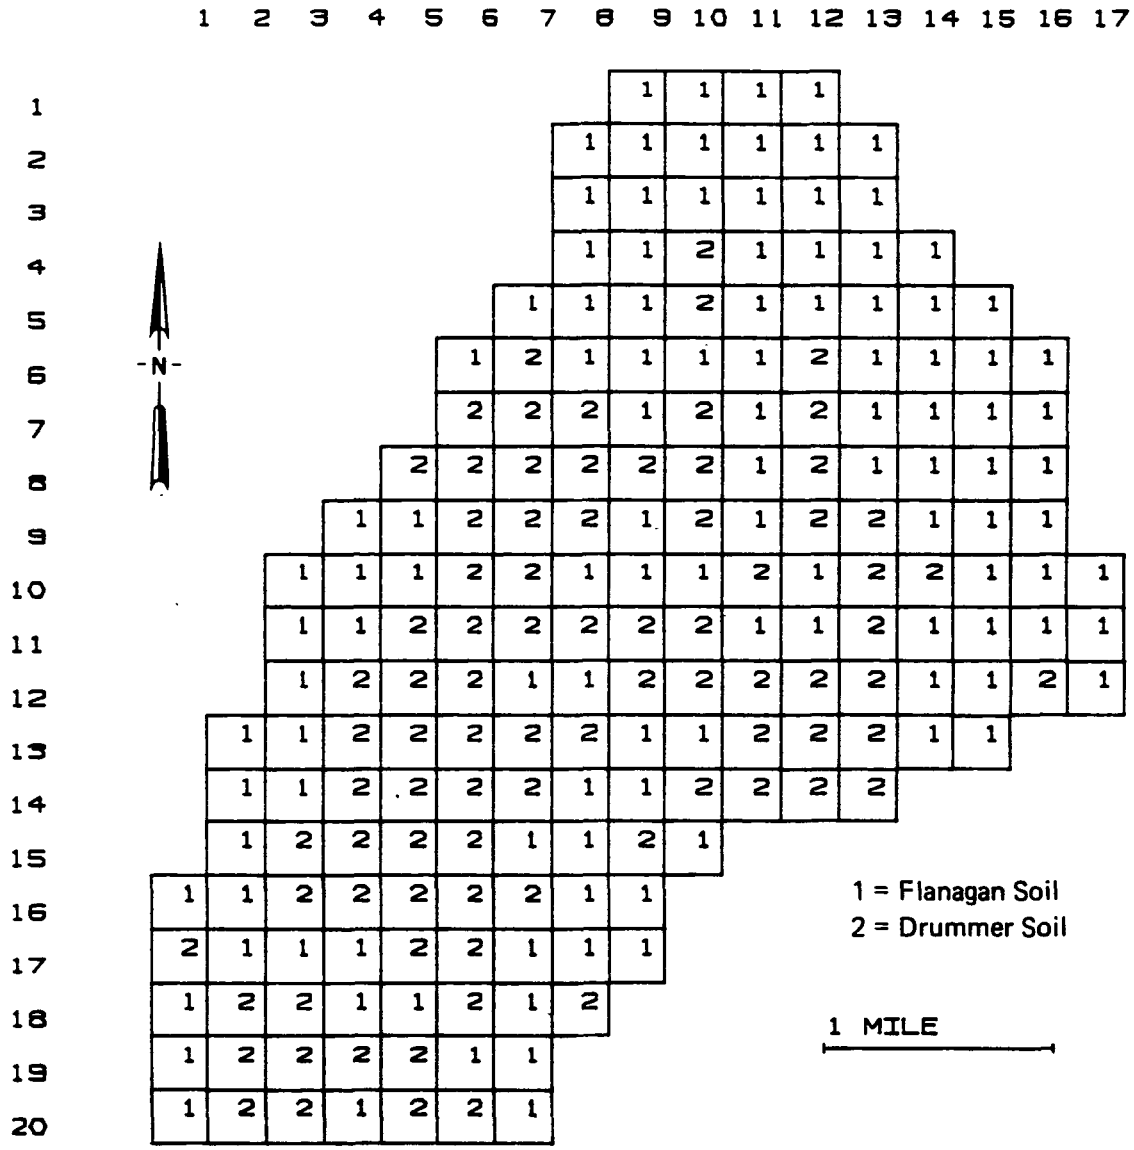 1 2 3 4 5 6 7 8 9 10 11 12 13 14 15 16 17
1 1 1 1 1
2 1 1 1 1 1 1
3 1 1 1 1 1 1
4 1 1 2 1 1 1 1
5 1 1 1 2 1 1 1 1 1
-N-
6 1 2 1 1 1 1 2 1 1 1 1
7 2 2 2 1 2 1 2 1 1 1 1
8 2 2 2 2 2 2 1 2 1 1 1 1
9 1 1 2 2 2 1 2 1 2 2 1 1 1
10 1 1 1 2 2 1 1 1 2 1 2 2 1 1 1
11 1 1 2 2 2 2 2 2 1 1 2 1 1 1 1
12 1 2 2 2 1 1 2 2 2 2 2 1 1 2 1
13 1 1 2 2 2 2 2 1 1 2 2 2 1 1
14 1 1 2 2 2 2 1 1 2 2 2 2
15 1 2 2 2 2 1 1 2 1
16 1 1 2 2 2 2 2 1 1
1 = Flanagan Soil
2 = Drummer Soil
17 2 1 1 1 2 2 1 1 1
18 1 2 2 1 1 2 1 2
1 MILE
19 1 2 2 2 2 1 1
20 1 2 2 1 2 2 1